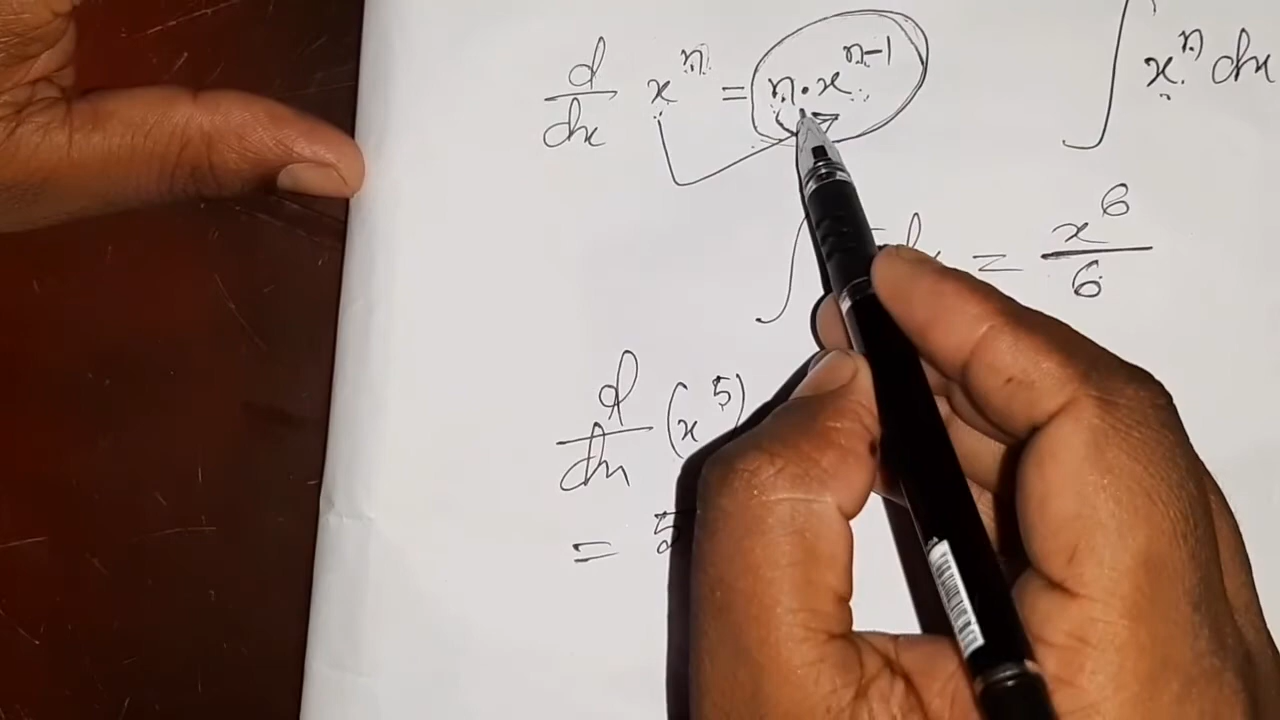 d/dx x^n = n·x^(n-1)
∫ x^n dx
∫ = x^6/6
d/dx (x^5)
= 5